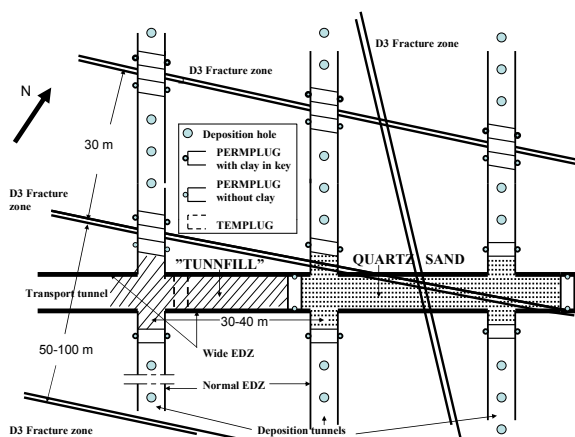 D3 Fracture zone
D3 Fracture zone
N
30 m
Deposition hole
PERMPLUG
with clay in key
PERMPLUG
without clay
TEMPLUG
D3 Fracture
zone
"TUNNFILL"
QUARTZ SAND
Transport tunnel
30-40 m
Wide EDZ
50-100 m
Normal EDZ
Deposition tunnels
D3 Fracture zone